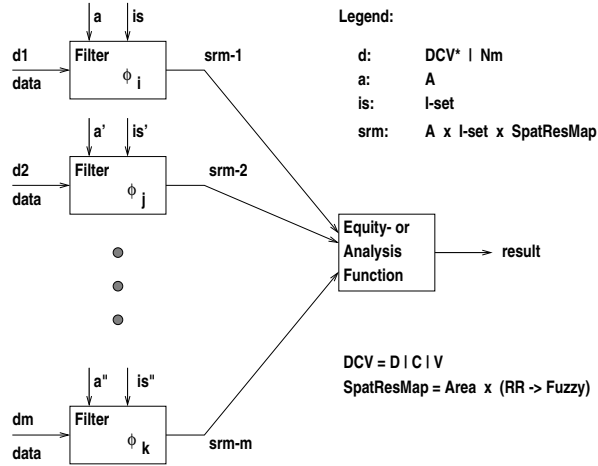 a is
d1 Filter srm-1
ϕ i
data
a' is'
d2 Filter srm-2
ϕ j
data
Equity- or
Analysis
Function
result
a" is"
dm Filter
ϕ k
data srm-m
Legend:
d: DCV* | Nm
a: A
is: I-set
srm: A x I-set x SpatResMap
DCV = D | C | V
SpatResMap = Area x (RR -> Fuzzy)